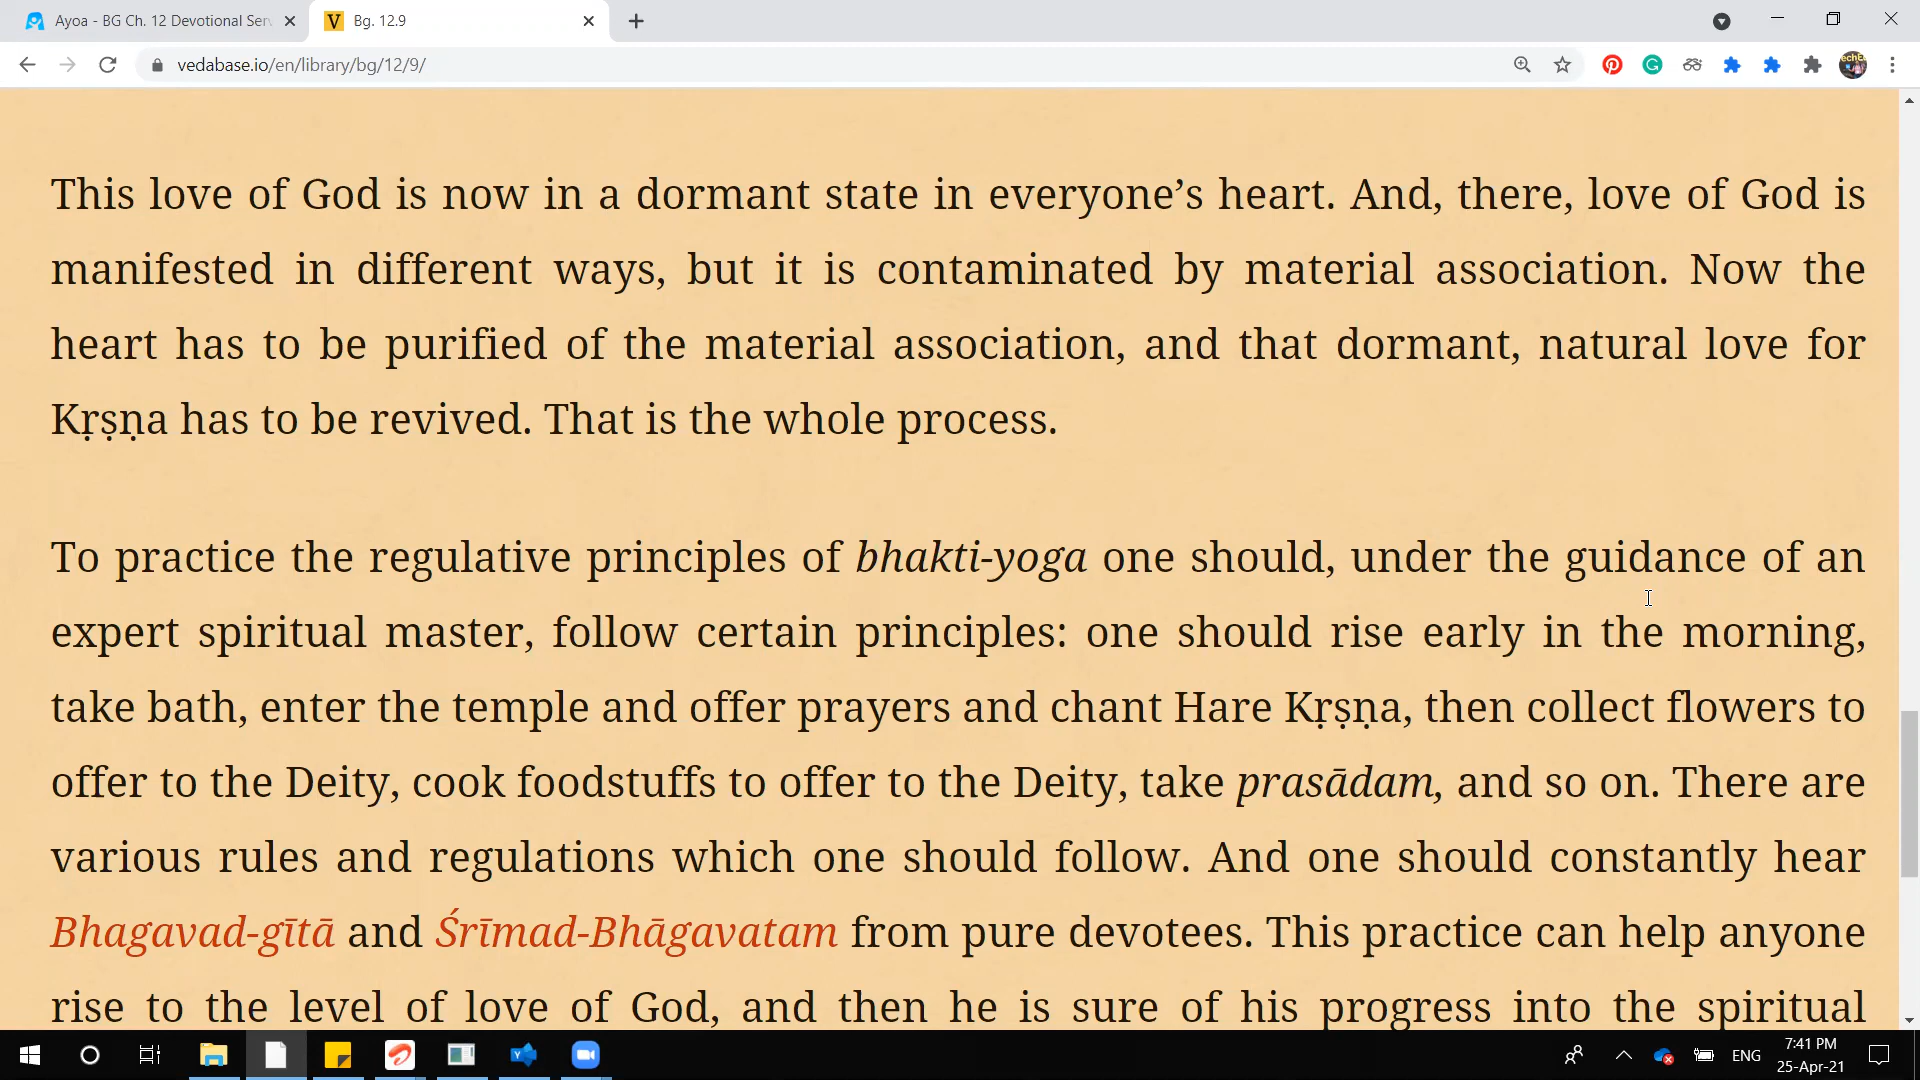 Ayoa - BG Ch. 12 Devotional Ser
Bg. 12.9
vedabase.io/en/library/bg/12/9/
This love of God is now in a dormant state in everyone’s heart. And, there, love of God is
manifested in different ways, but it is contaminated by material association. Now the
heart has to be purified of the material association, and that dormant, natural love for
Kṛṣṇa has to be revived. That is the whole process.
To practice the regulative principles of bhakti-yoga one should, under the guidance of an
expert spiritual master, follow certain principles: one should rise early in the morning,
take bath, enter the temple and offer prayers and chant Hare Kṛṣṇa, then collect flowers to
offer to the Deity, cook foodstuffs to offer to the Deity, take prasādam, and so on. There are
various rules and regulations which one should follow. And one should constantly hear
Bhagavad-gītā and Śrīmad-Bhāgavatam from pure devotees. This practice can help anyone
rise to the level of love of God, and then he is sure of his progress into the spiritual
ENG
7:41 PM
25-Apr-21